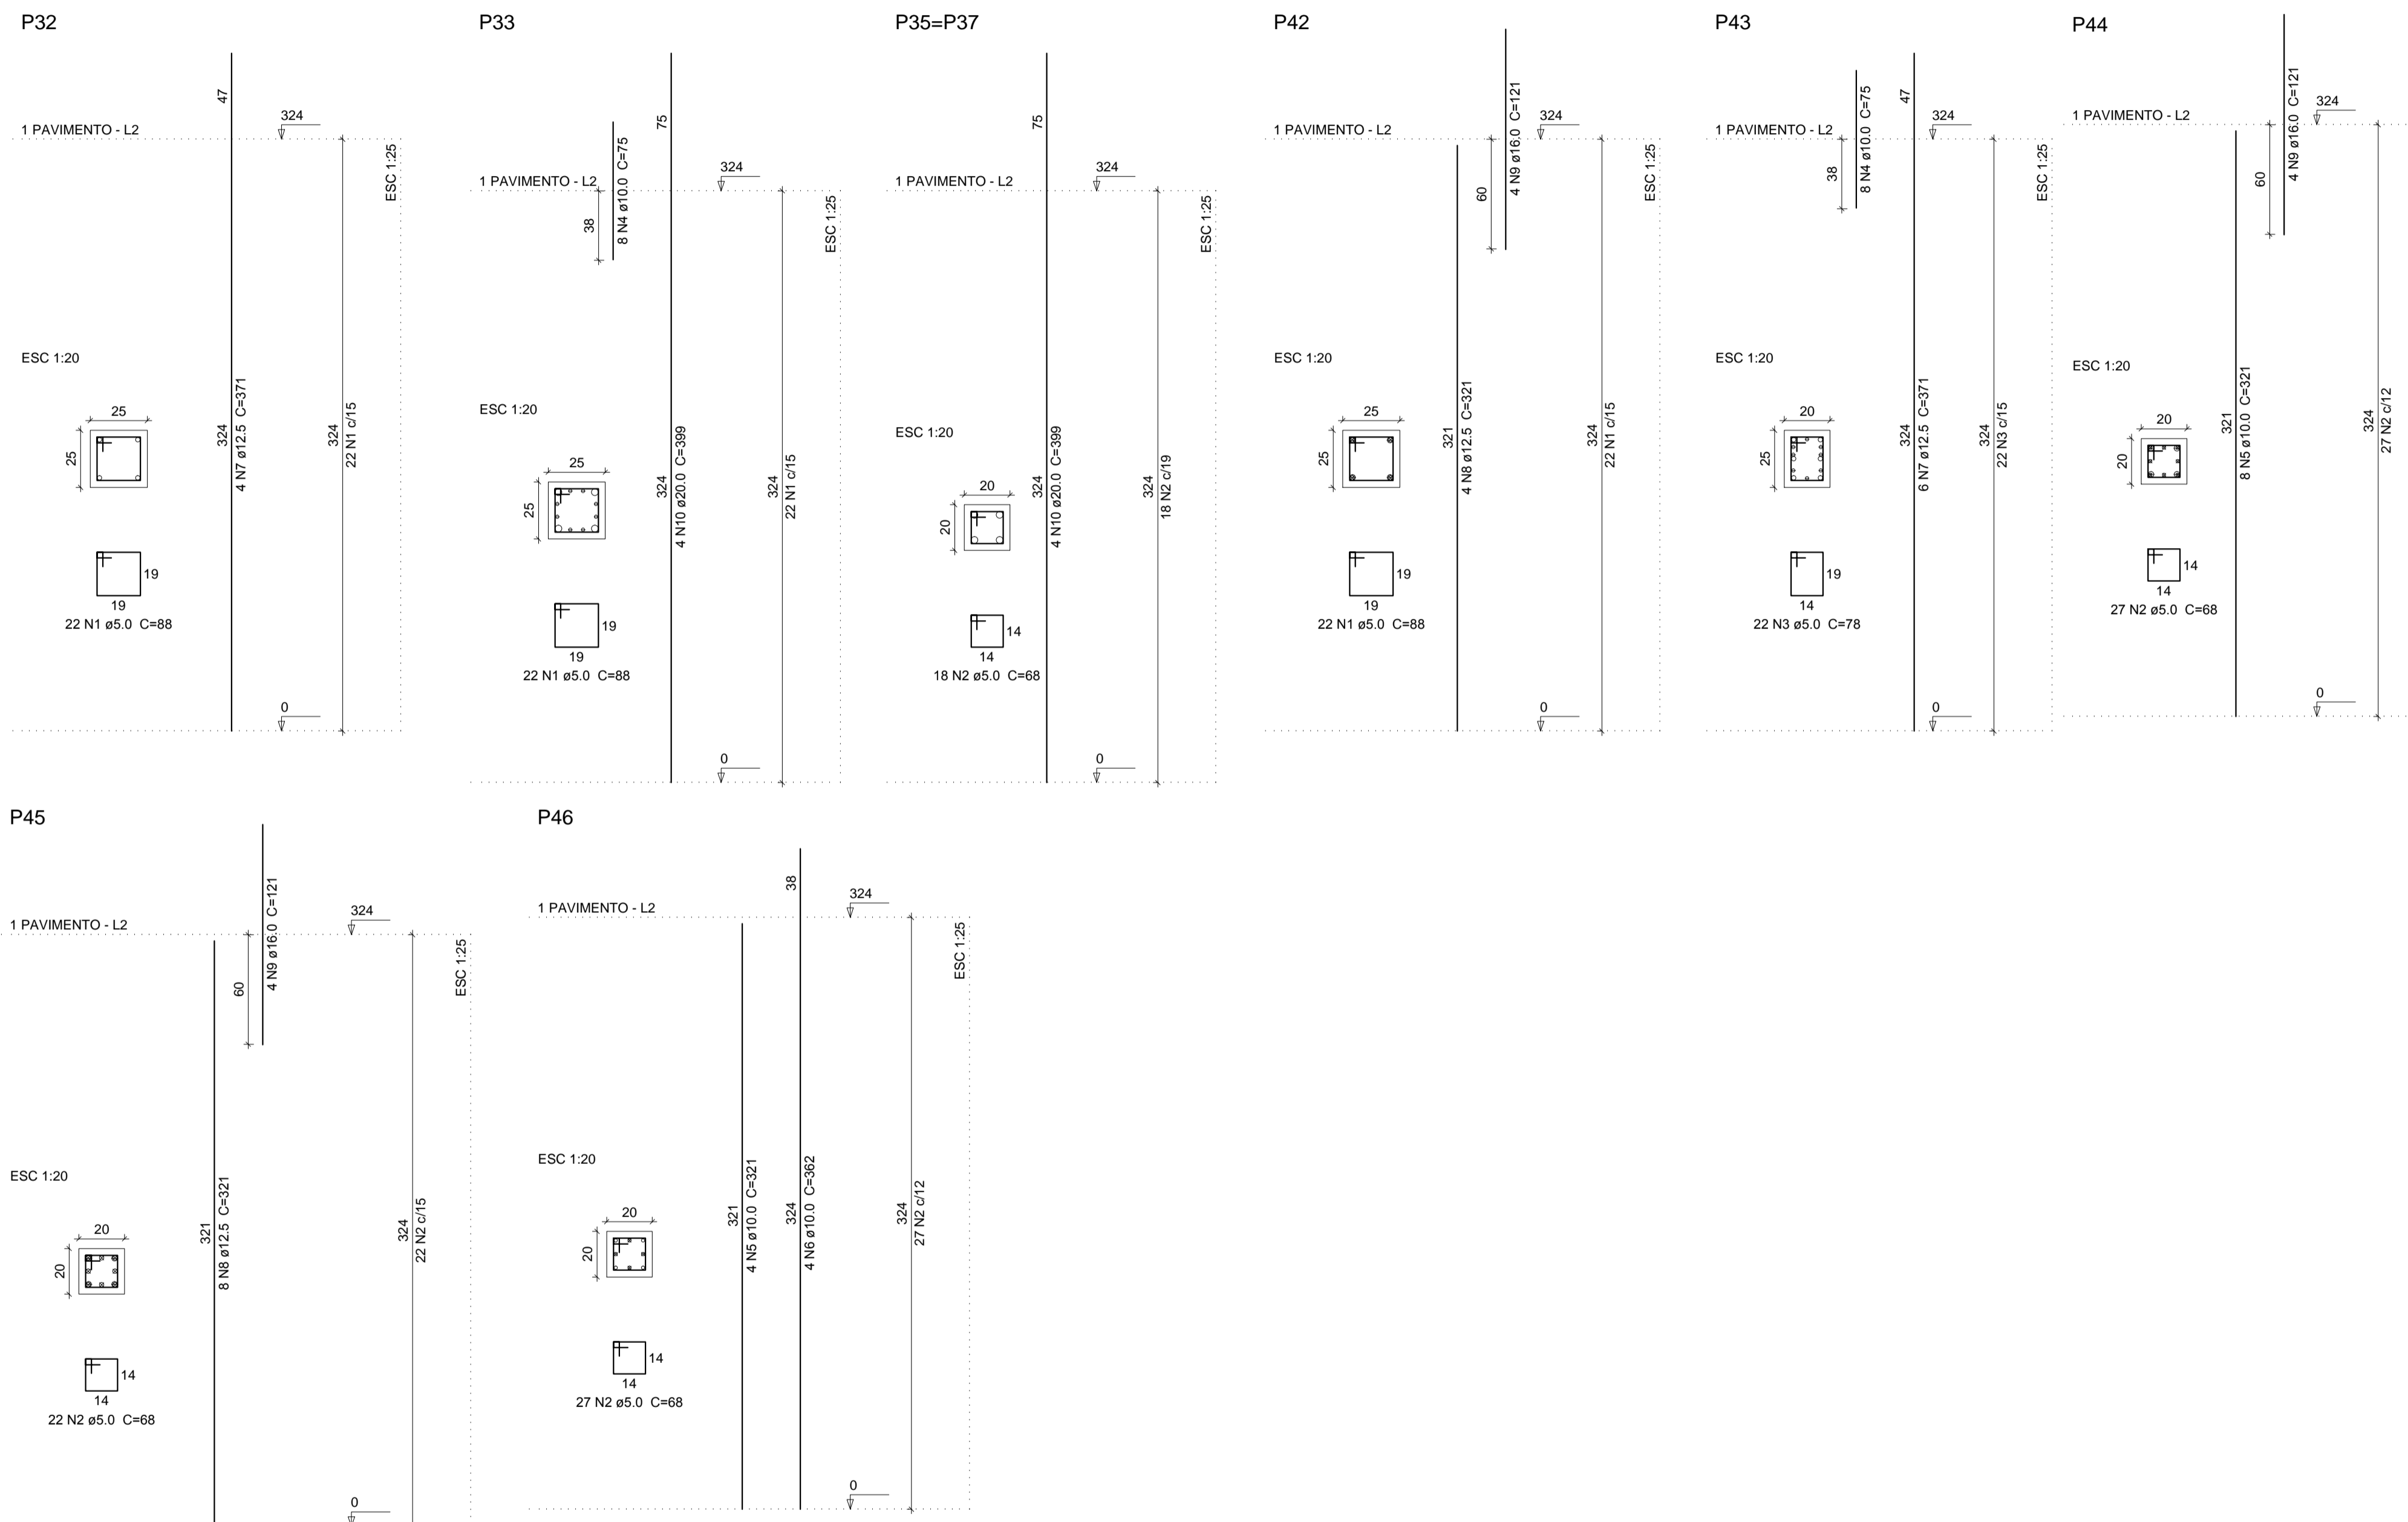 P32
47
324
1 PAVIMENTO - L2
ESC 1:25
ESC 1:20
25
25
324
4 N7 ø12.5 C=371
324
22 N1 c/15
19
19
22 N1 ø5.0 C=88
0
P33
75
8 N4 ø10.0 C=75
324
1 PAVIMENTO - L2
38
ESC 1:25
ESC 1:20
25
25
324
4 N10 ø20.0 C=399
324
22 N1 c/15
19
19
22 N1 ø5.0 C=88
0
P35=P37
75
324
1 PAVIMENTO - L2
ESC 1:25
ESC 1:20
20
20
324
4 N10 ø20.0 C=399
324
18 N2 c/19
14
14
18 N2 ø5.0 C=68
0
P42
4 N9 ø16.0 C=121
324
1 PAVIMENTO - L2
60
ESC 1:25
ESC 1:20
25
25
321
4 N8 ø12.5 C=321
324
22 N1 c/15
19
19
22 N1 ø5.0 C=88
0
P43
8 N4 ø10.0 C=75
47
324
1 PAVIMENTO - L2
38
ESC 1:25
ESC 1:20
20
25
324
6 N7 ø12.5 C=371
324
22 N3 c/15
19
14
22 N3 ø5.0 C=78
0
P44
4 N9 ø16.0 C=121
324
1 PAVIMENTO - L2
60
ESC 1:20
20
20
321
8 N5 ø10.0 C=321
324
27 N2 c/12
14
14
27 N2 ø5.0 C=68
0
P45
4 N9 ø16.0 C=121
324
1 PAVIMENTO - L2
60
ESC 1:25
ESC 1:20
20
20
321
8 N8 ø12.5 C=321
324
22 N2 c/15
14
14
22 N2 ø5.0 C=68
0
P46
38
324
1 PAVIMENTO - L2
ESC 1:25
ESC 1:20
20
20
321
4 N5 ø10.0 C=321
324
4 N6 ø10.0 C=362
324
27 N2 c/12
14
14
27 N2 ø5.0 C=68
0